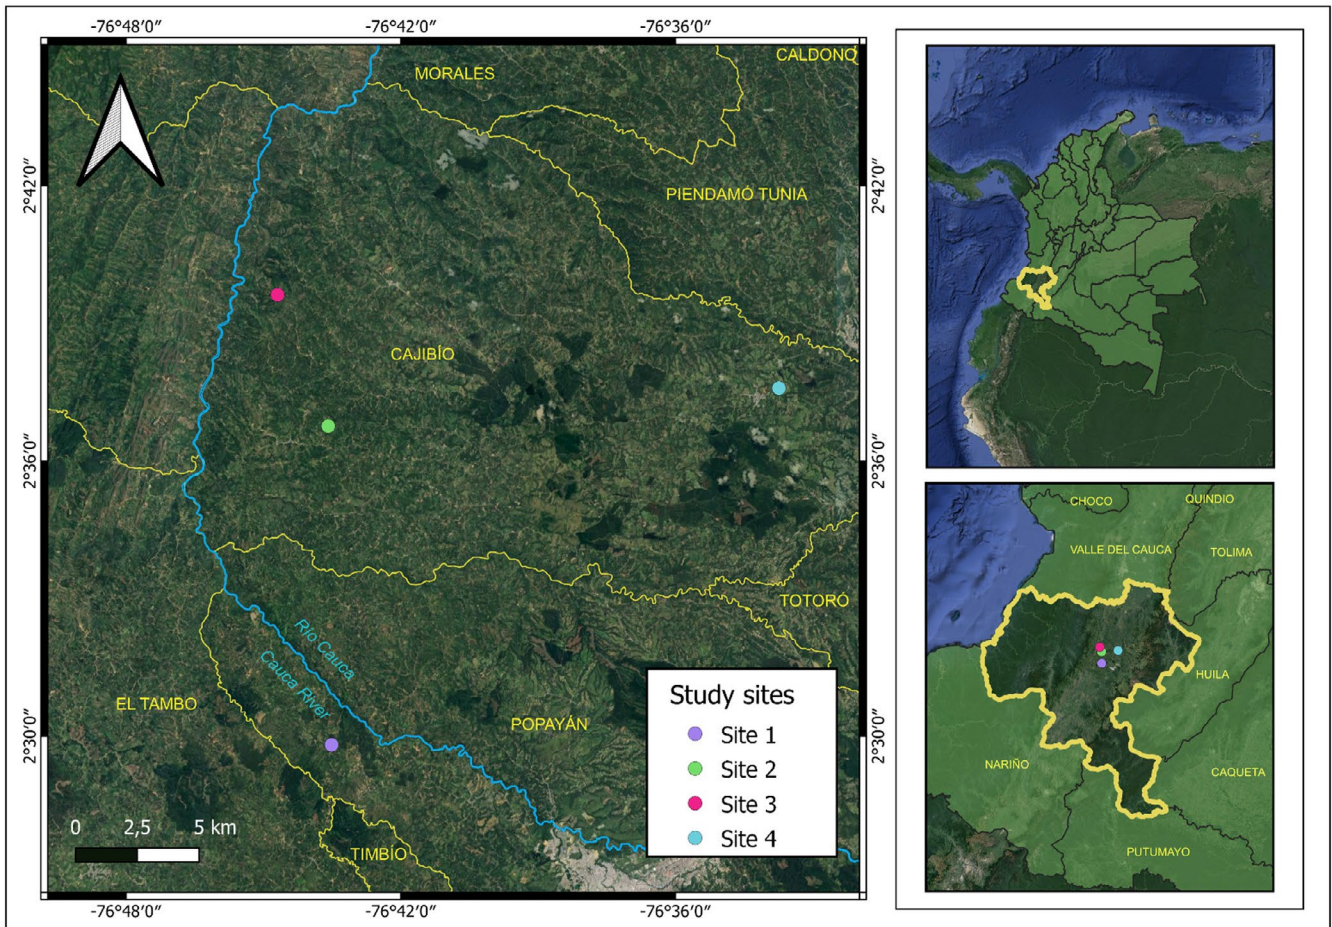 -76°48′0″
-76°42′0″
-76°36′0″
CALDONO
MORALES
2°42′0″
2°42′0″
PIENDAMÓ TUNIA
CAJIBÍO
2°36′0″
2°36′0″
TOTORÓ
Río Cauca
Cauca River
EL TAMBO
POPAYÁN
2°30′0″
2°30′0″
Study sites
Site 1
Site 2
Site 3
Site 4
0 2,5 5 km
TIMBÍO
-76°48′0″
-76°42′0″
-76°36′0″
CHOCO
QUINDIO
VALLE DEL CAUCA
TOLIMA
HUILA
NARIÑO
CAQUETA
PUTUMAYO